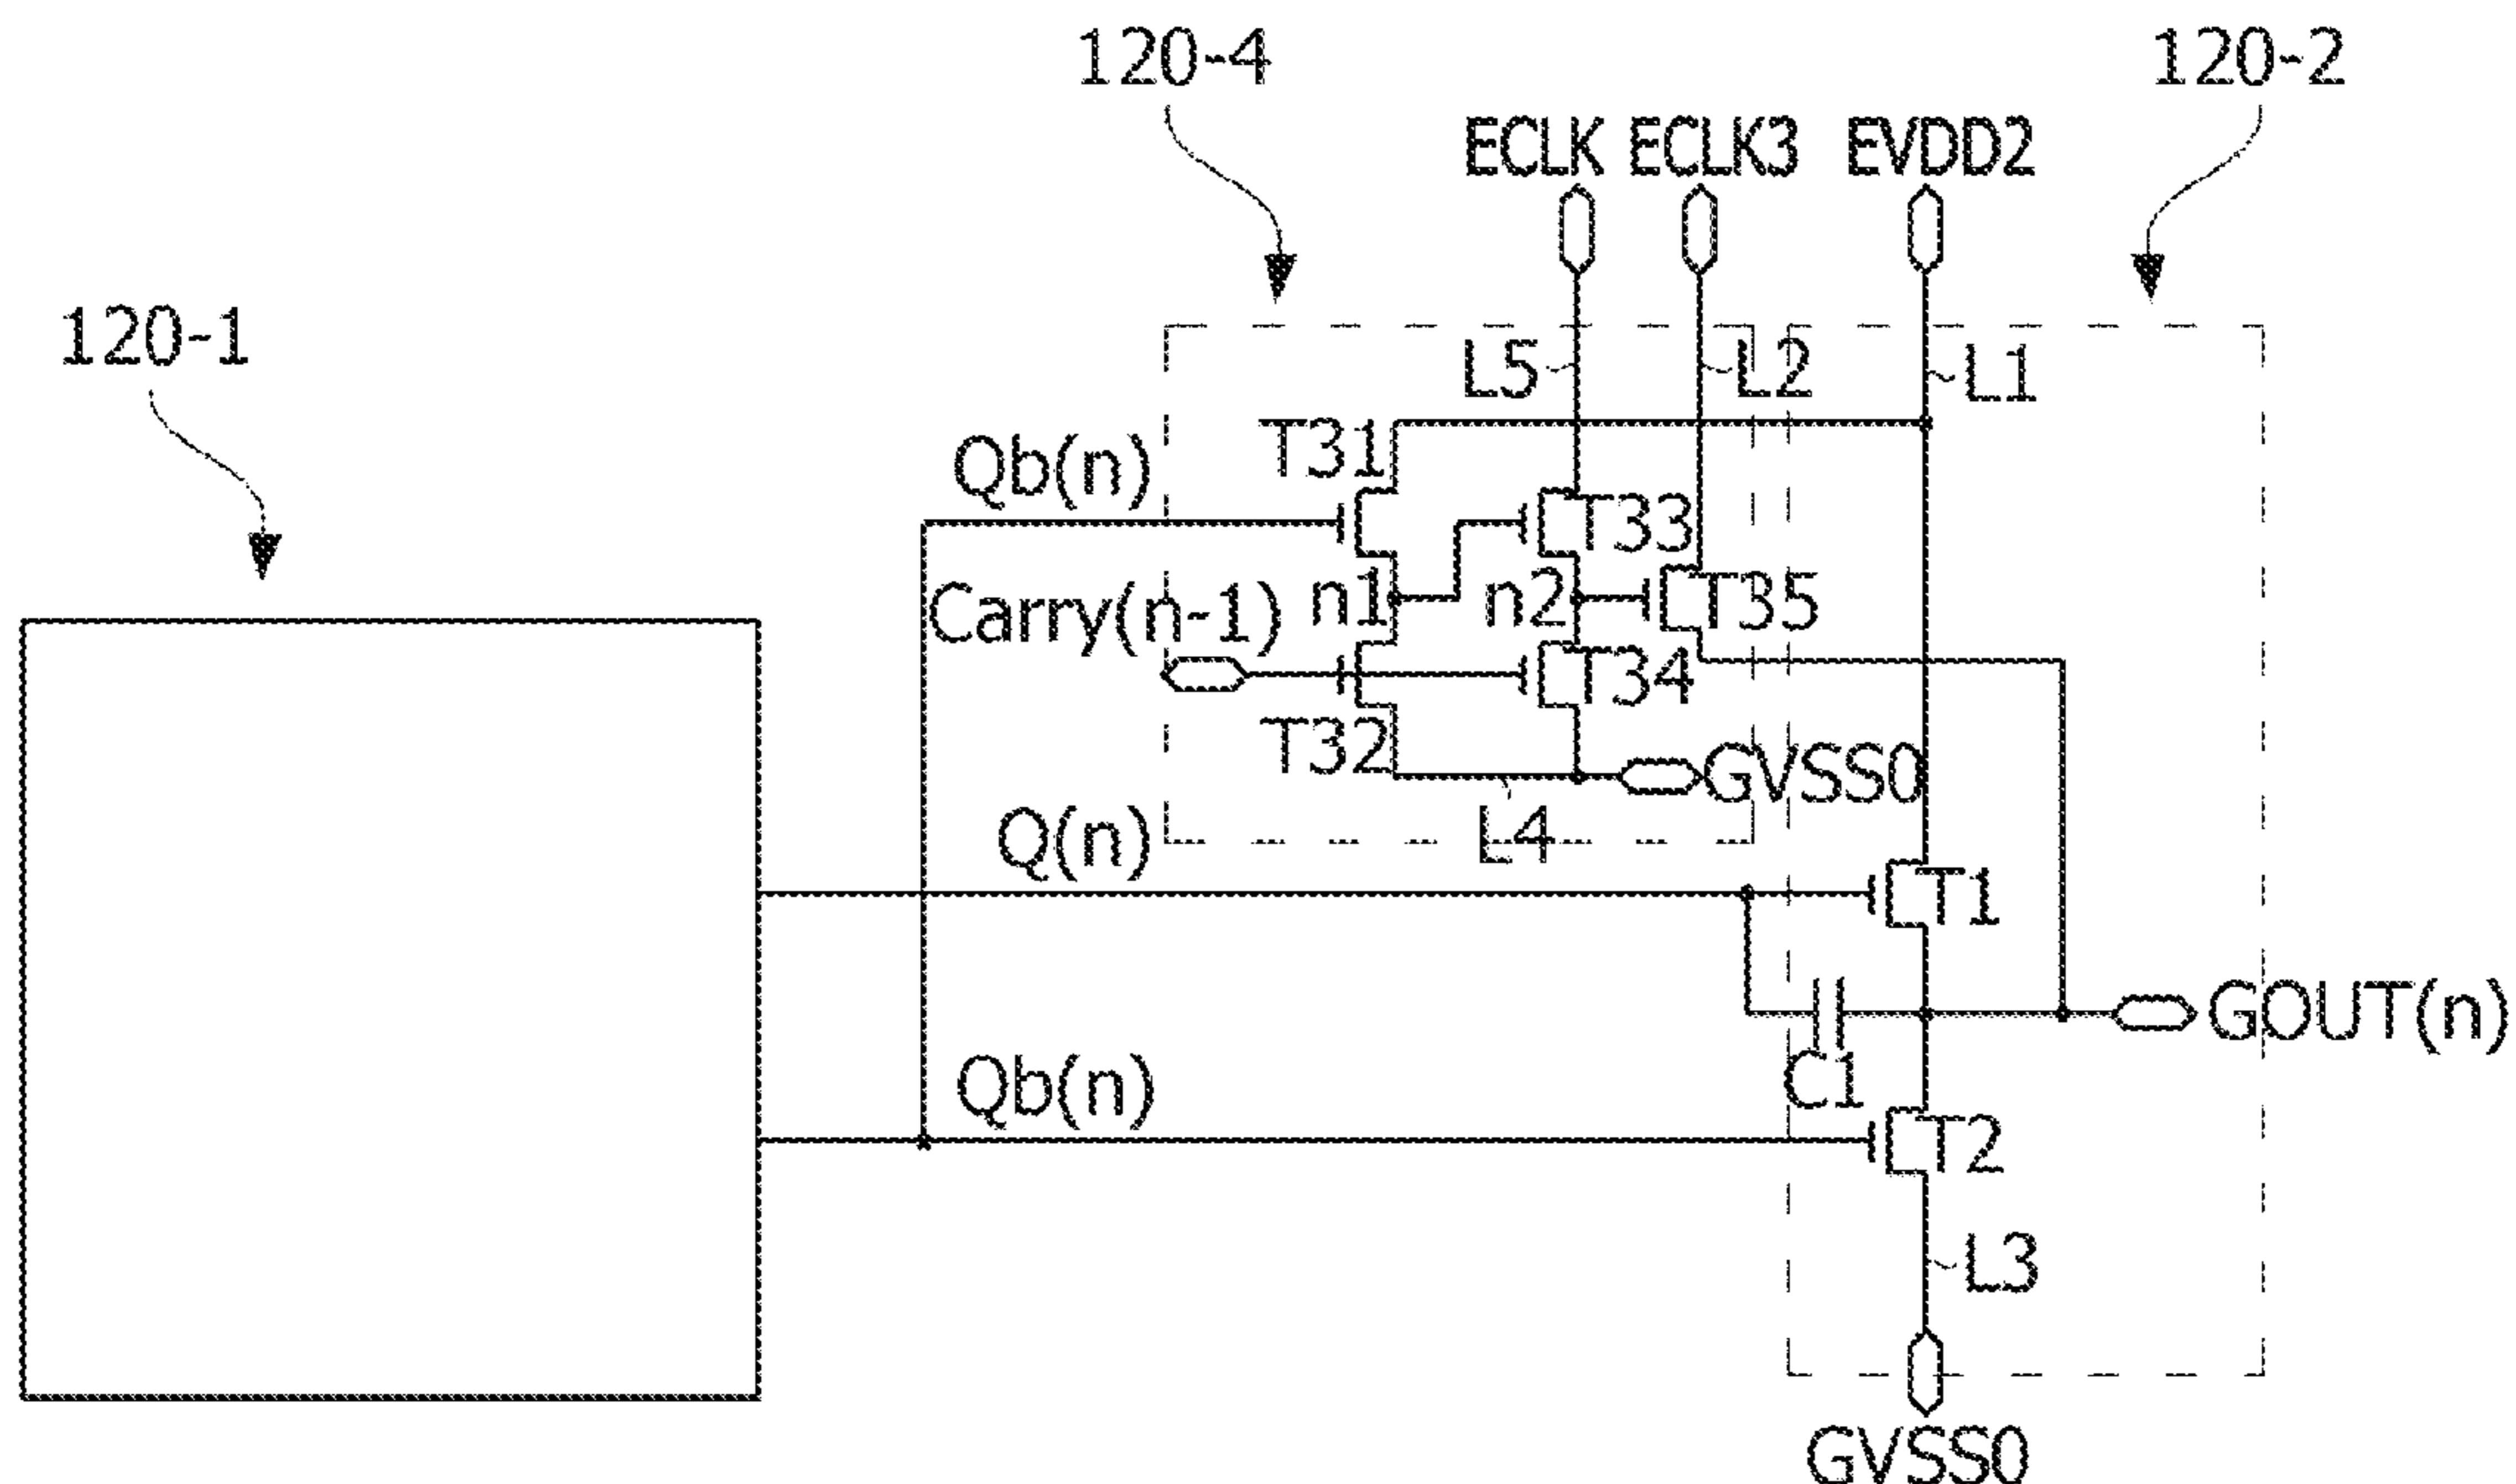 120-4
120-2
ECLK
ECLK3
EVDD2
120-1
L5
L2
L1
T31
Qb(n)
T33
Carry(n-1)
n1
n2
T35
T34
T32
GVSS0
Q(n)
L4
T1
GOUT(n)
Qb(n)
C1
T2
L3
GVSS0